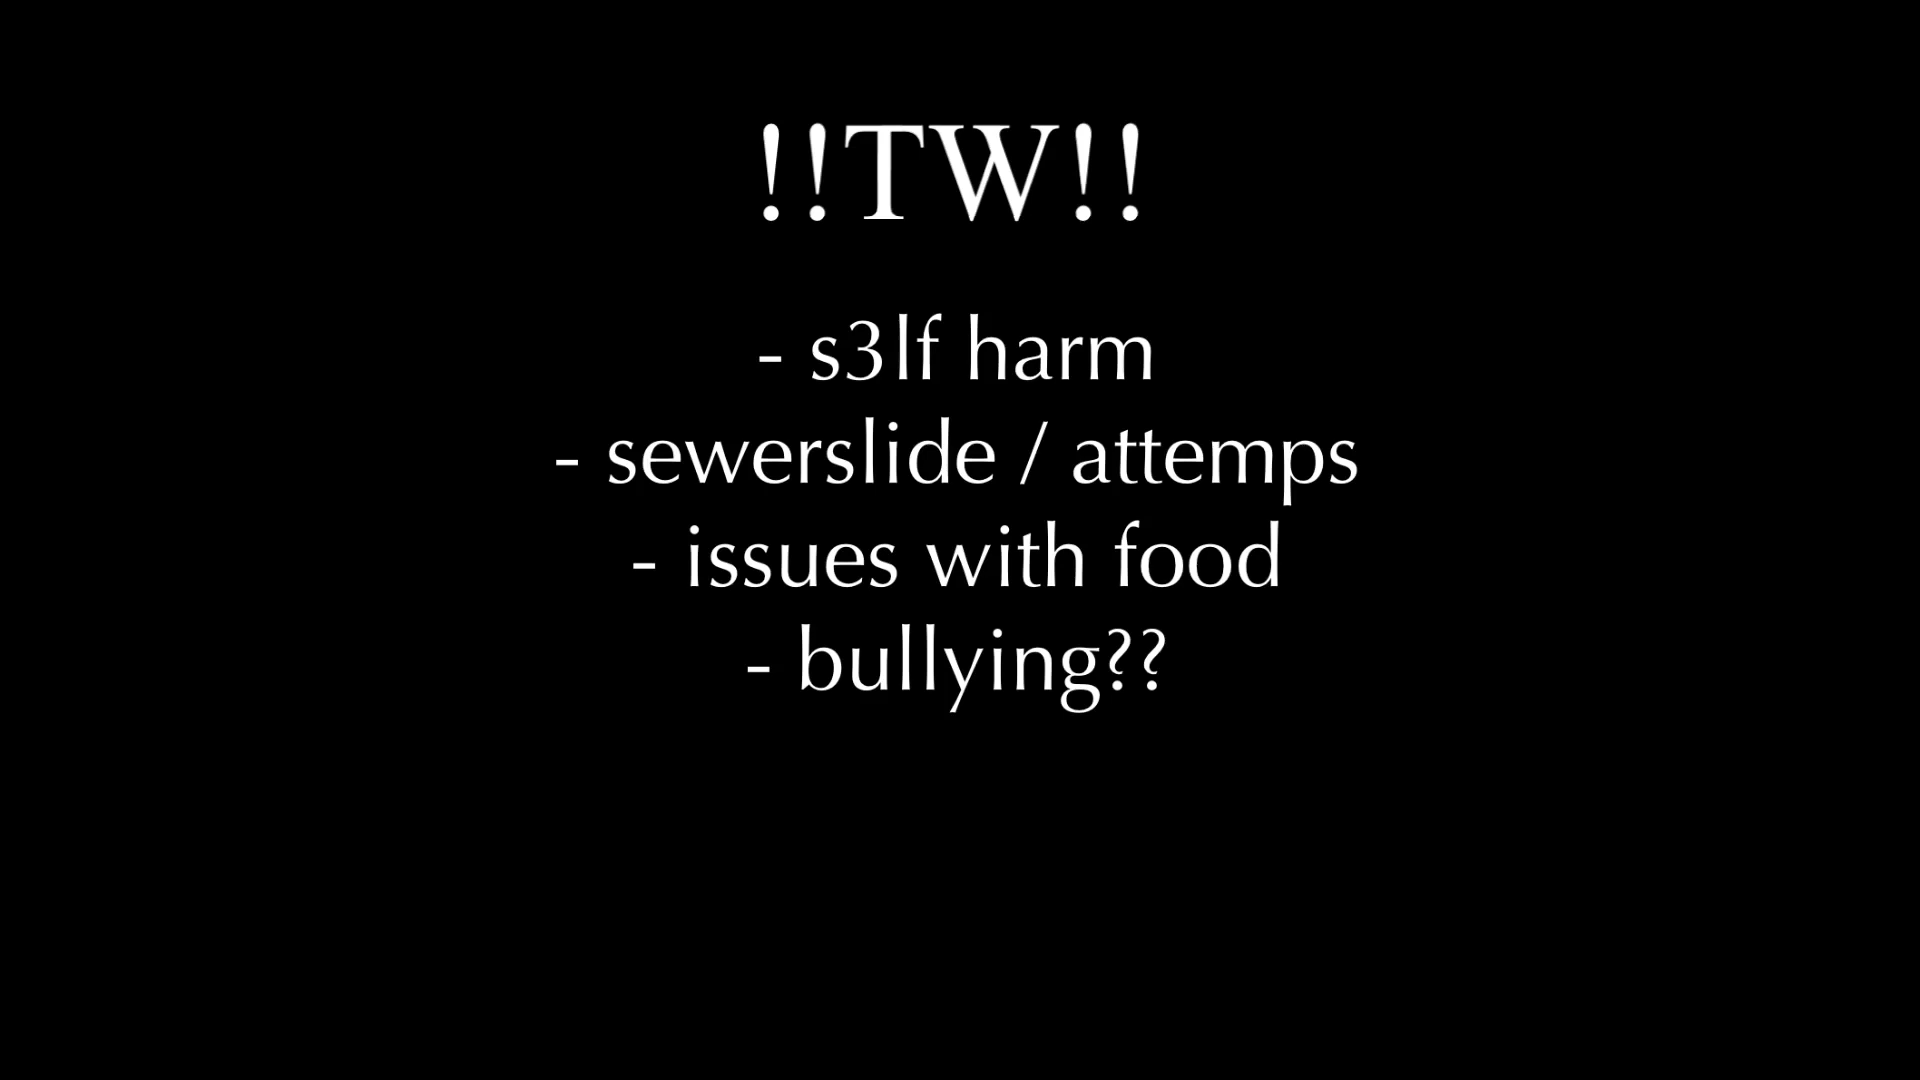 !!TW!!
- s3lf harm
- sewerslide / attemps
- issues with food
- bullying??